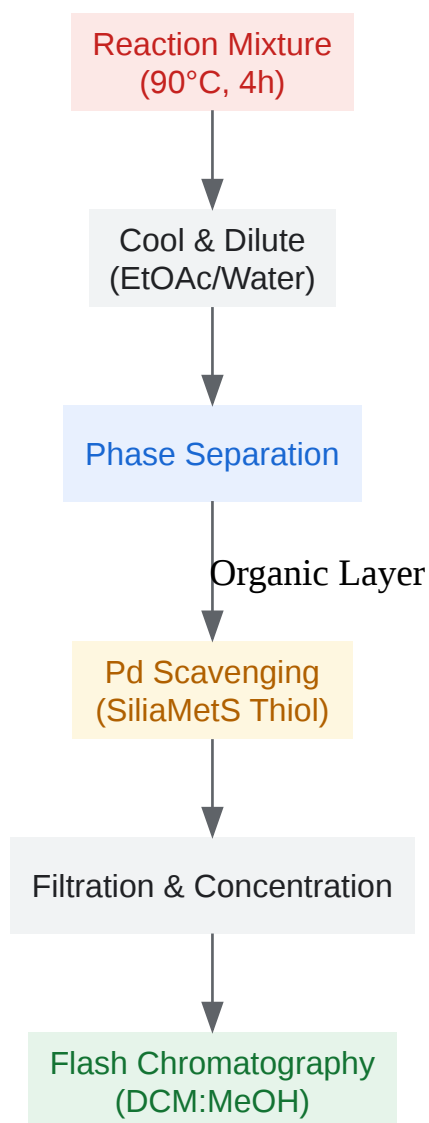 Reaction Mixture
(90°C, 4h)
Cool & Dilute
(EtOAc/Water)
Phase Separation
Organic Layer
Pd Scavenging
(SiliaMetS Thiol)
Filtration & Concentration
Flash Chromatography
(DCM:MeOH)